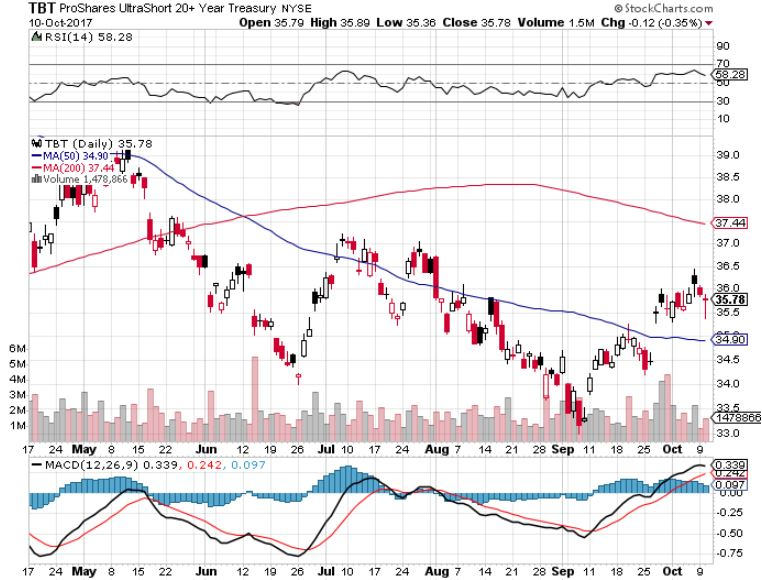 TBT ProShares UltraShort 20+ Year Treasury NYSE
© StockCharts.com
10-Oct-2017
Open 35.79 High 35.89 Low 35.36 Close 35.78 Volume 1.5M Chg -0.12 (-0.35%)
RSI(14) 58.28
90
70
58.28
50
30
10
TBT (Daily) 35.78
MA(50) 34.90
MA(200) 37.44
Volume 1,478,866
39.0
38.5
38.0
37.44
37.0
36.5
36.0
35.78
35.5
34.90
34.5
34.0
33.5
1478866
33.0
6M
5M
4M
3M
2M
1M
17 24 May 8 15 22 Jun 12 19 26 Jul 10 17 24 Aug 7 14 21 28 Sep 11 18 25 Oct 9
MACD(12,26,9) 0.339, 0.242, 0.097
0.339
0.242
0.097
0.00
-0.25
-0.50
-0.75
17 24 May 8 15 22 Jun 12 19 26 Jul 10 17 24 Aug 7 14 21 28 Sep 11 18 25 Oct 9